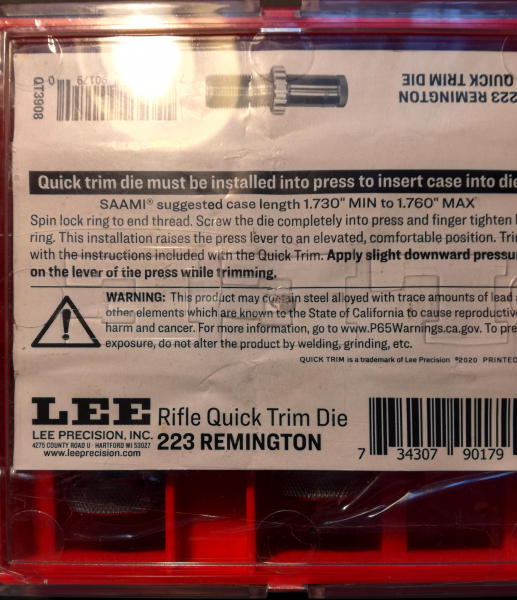 QT3908
90179 0
223 REMINGTON
QUICK TRIM DIE
Quick trim die must be installed into press to insert case into die
SAAMI® suggested case length 1.730" MIN to 1.760" MAX
Spin lock ring to end thread. Screw the die completely into press and finger tighten
ring. This installation raises the press lever to an elevated, comfortable position.
with the instructions included with the Quick Trim. Apply slight downward
on the lever of the press while trimming.
WARNING: This product may contain steel alloyed with trace amounts of lead
other elements which are known to the State of California to cause
harm and cancer. For more information, go to www.P65Warnings.ca.gov.
exposure, do not alter the product by welding, grinding, etc.
QUICK TRIM is a trademark of Lee Precision ©2020 PRINTED
LEE Rifle Quick Trim Die
LEE PRECISION, INC. 223 REMINGTON
4275 COUNTY ROAD U · HARTFORD WI 53027
www.leeprecision.com
7 34307 90179